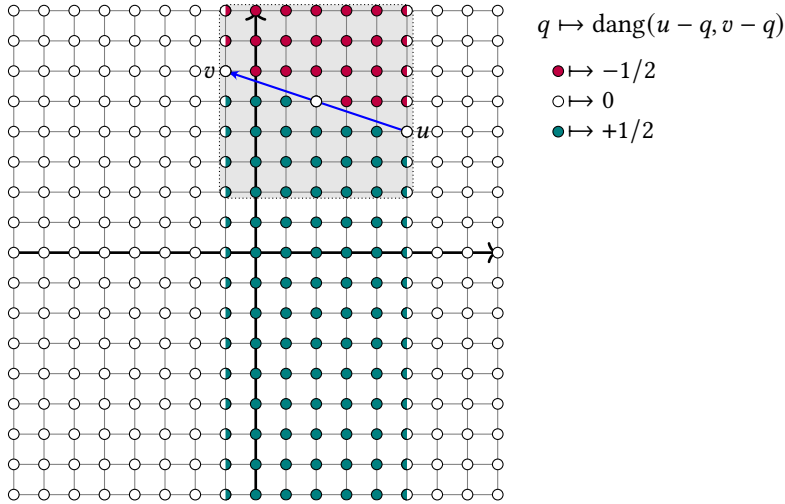 q ↦ dang(u − q, v − q)
↦ −1/2
↦ 0
↦ +1/2
v
u